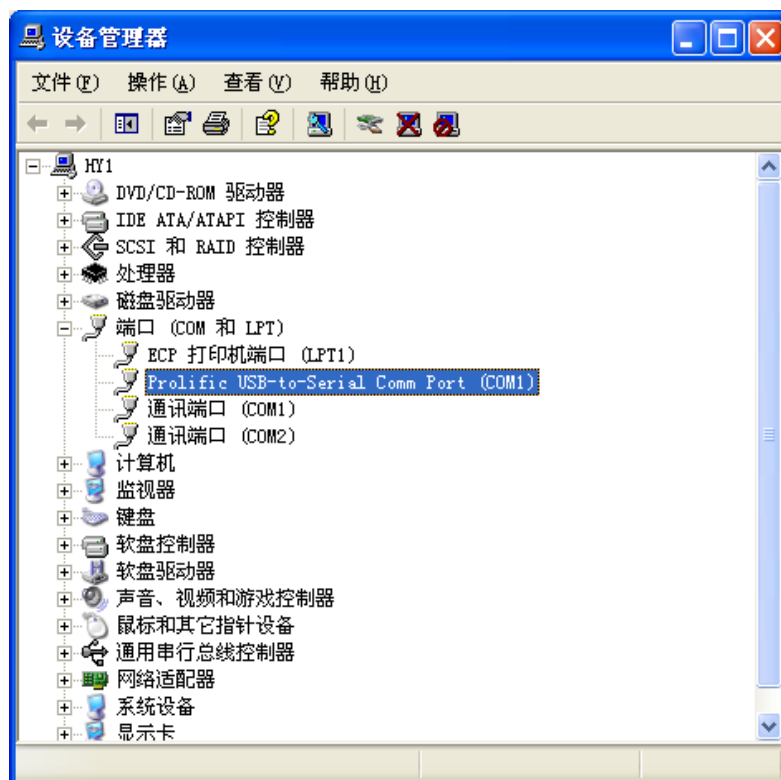 设备管理器
文件(F) 操作(A) 查看(V) 帮助(H)
HY1
DVD/CD-ROM 驱动器
IDE ATA/ATAPI 控制器
SCSI 和 RAID 控制器
处理器
磁盘驱动器
端口 (COM 和 LPT)
ECP 打印机端口 (LPT1)
Prolific USB-to-Serial Comm Port (COM1)
通讯端口 (COM1)
通讯端口 (COM2)
计算机
监视器
键盘
软盘控制器
软盘驱动器
声音、视频和游戏控制器
鼠标和其它指针设备
通用串行总线控制器
网络适配器
系统设备
显示卡